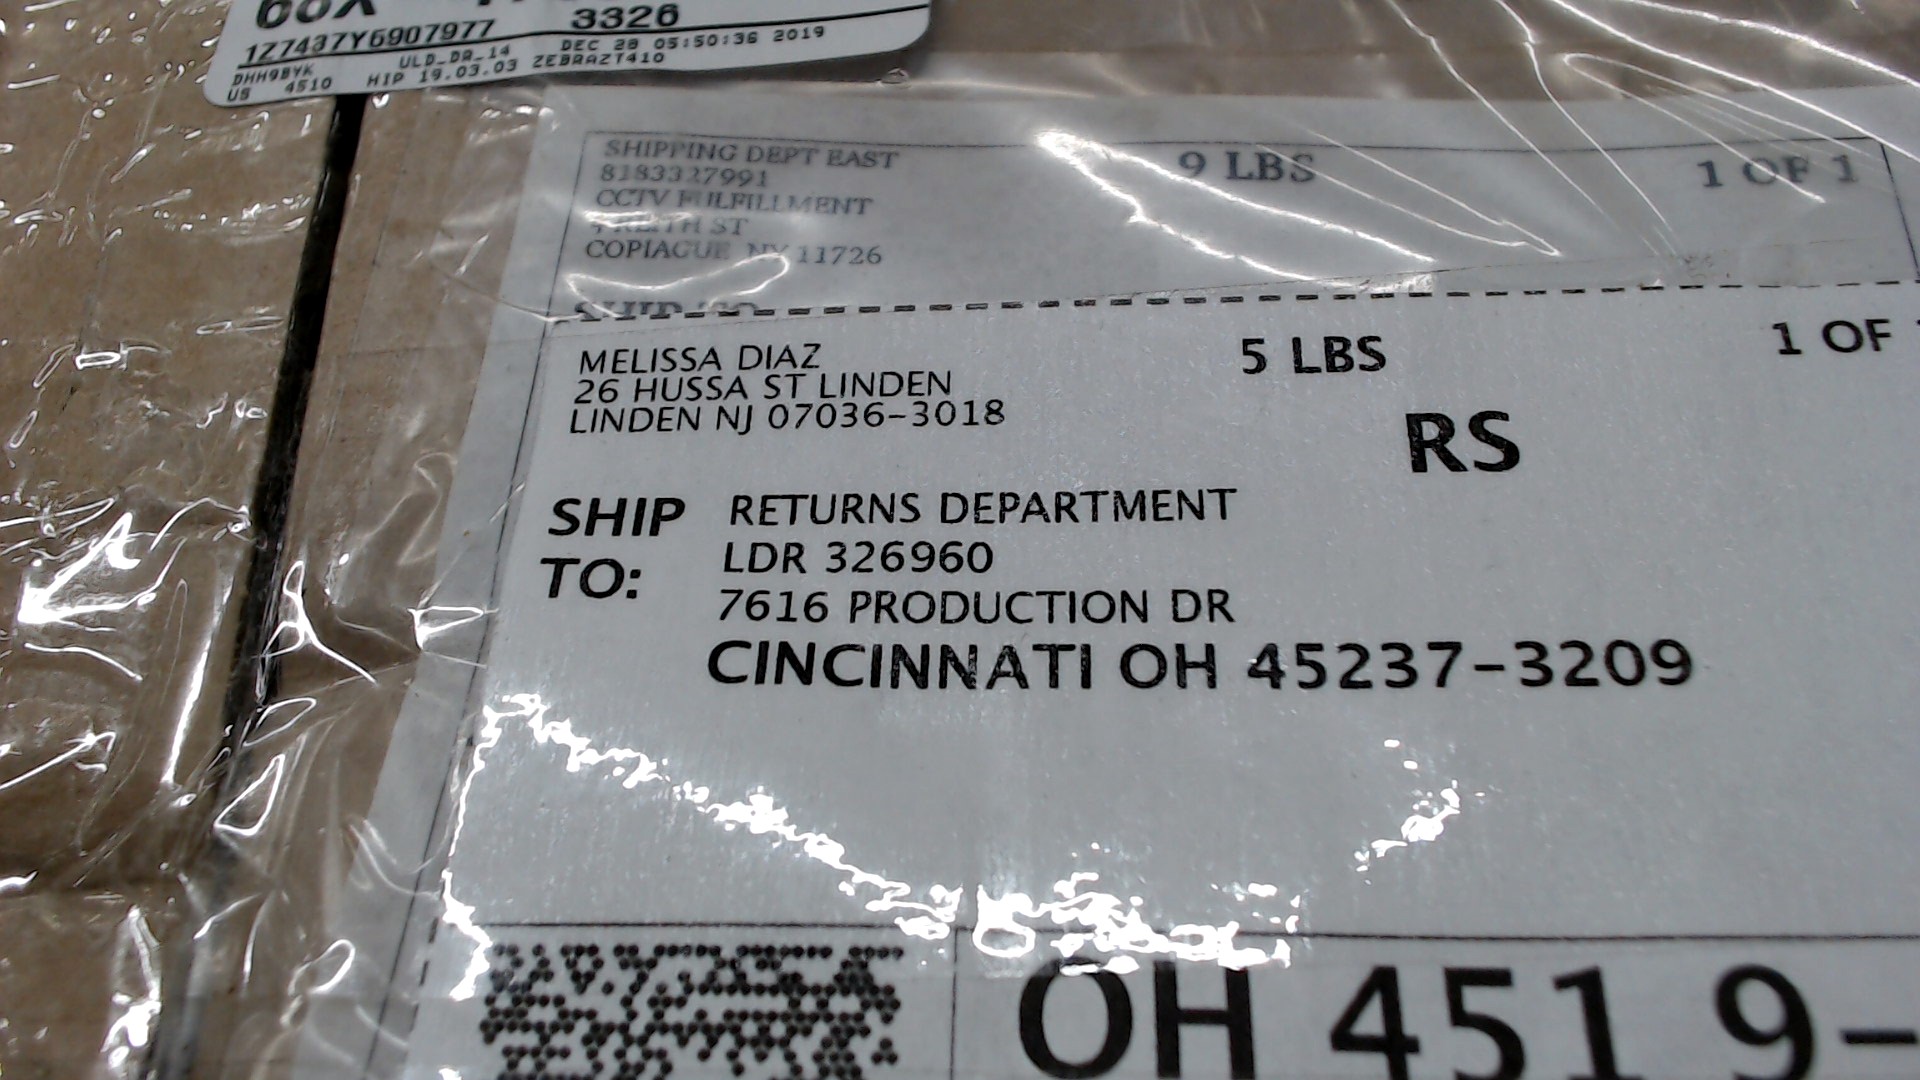 3326
1Z7437Y6907977
DEC 28 05:50:36 2019
ULD_DR_14
HIP 19.03.03 ZEBRAZT410
DHH9BYK
US 4510
SHIPPING DEPT EAST
8183327991
CCTV FULFILLMENT
ST
COPIAGUE NY 11726
9 LBS
1 OF 1
SHIP TO
MELISSA DIAZ
26 HUSSA ST LINDEN
LINDEN NJ 07036-3018
5 LBS
1 OF
RS
SHIP TO:
RETURNS DEPARTMENT
LDR 326960
7616 PRODUCTION DR
CINCINNATI OH 45237-3209
OH 451 9-